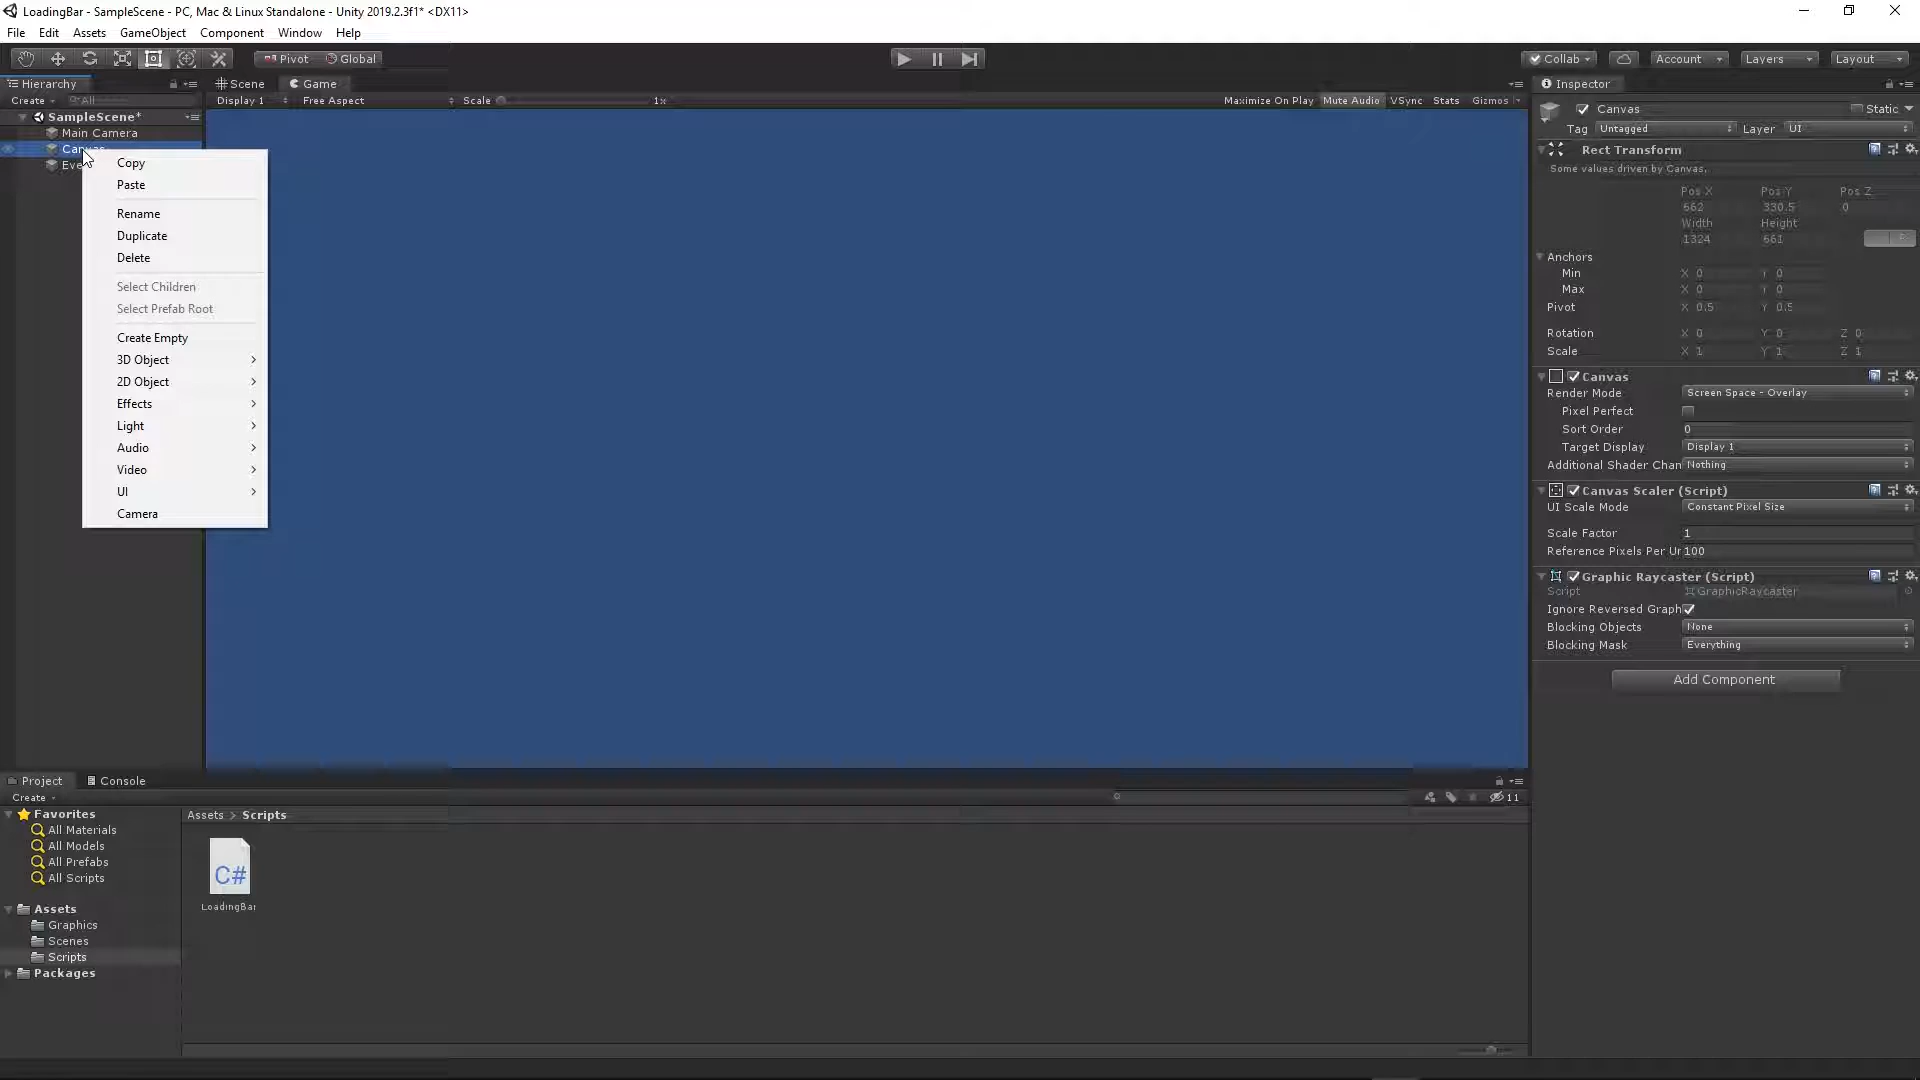 LoadingBar - SampleScene - PC, Mac & Linux Standalone - Unity 2019.2.3f1* <DX11>
File Edit Assets GameObject Component Window Help
Pivot Global Collab Account Layers Layout
Hierarchy
Create All
SampleScene*
Main Camera
Canvas
Eve
Copy
Paste
Rename
Duplicate
Delete
Select Children
Select Prefab Root
Create Empty
3D Object
2D Object
Effects
Light
Audio
Video
UI
Camera
Scene Game
Display 1 Free Aspect Scale 1x Maximize On Play Mute Audio VSync Stats Gizmos
Inspector
Canvas Static
Tag Untagged Layer UI
Rect Transform
Some values driven by Canvas.
Pos X Pos Y Pos Z
662 330.5 0
Width Height
1324 661
R
Anchors
Min X 0 Y 0
Max X 0 Y 0
Pivot X 0.5 Y 0.5
Rotation X 0 Y 0 Z 0
Scale X 1 Y 1 Z 1
Canvas
Render Mode Screen Space - Overlay
Pixel Perfect
Sort Order 0
Target Display Display 1
Additional Shader Chan Nothing
Canvas Scaler (Script)
UI Scale Mode Constant Pixel Size
Scale Factor 1
Reference Pixels Per Ur 100
Graphic Raycaster (Script)
Script GraphicRaycaster
Ignore Reversed Graph
Blocking Objects None
Blocking Mask Everything
Add Component
Project Console
Create
11
Favorites
All Materials
All Models
All Prefabs
All Scripts
Assets
Graphics
Scenes
Scripts
Packages
Assets > Scripts
C#
LoadingBar